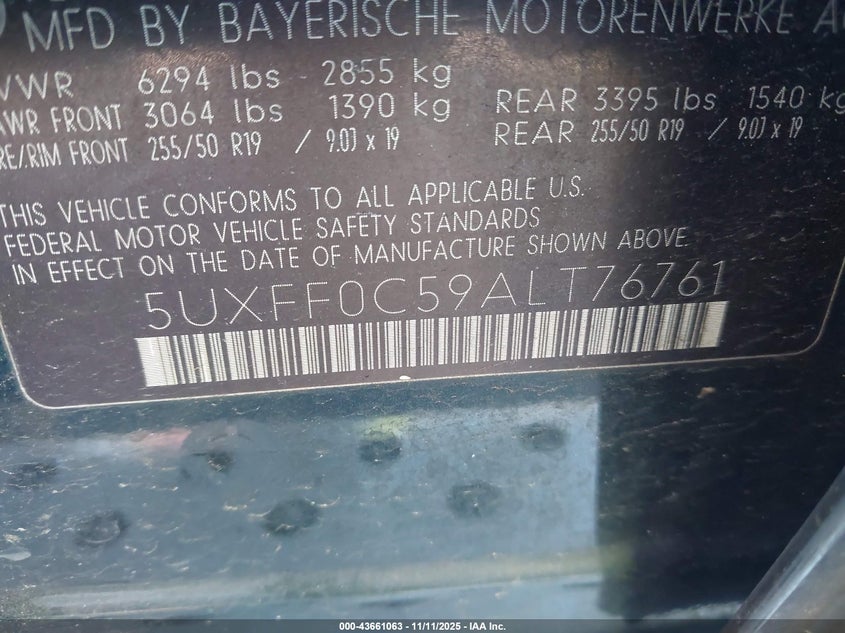 MFD BY BAYERISCHE MOTORENWERKE AG
VWR 6294 lbs 2855 kg
AWR FRONT 3064 lbs 1390 kg REAR 3395 lbs 1540 kg
RE/RIM FRONT 255/50 R19 / 9.0J x 19 REAR 255/50 R19 / 9.0J x 19
THIS VEHICLE CONFORMS TO ALL APPLICABLE U.S.
FEDERAL MOTOR VEHICLE SAFETY STANDARDS
IN EFFECT ON THE DATE OF MANUFACTURE SHOWN ABOVE.
5UXFF0C59ALT76761
000-43661063 - 11/11/2025 - IAA Inc.